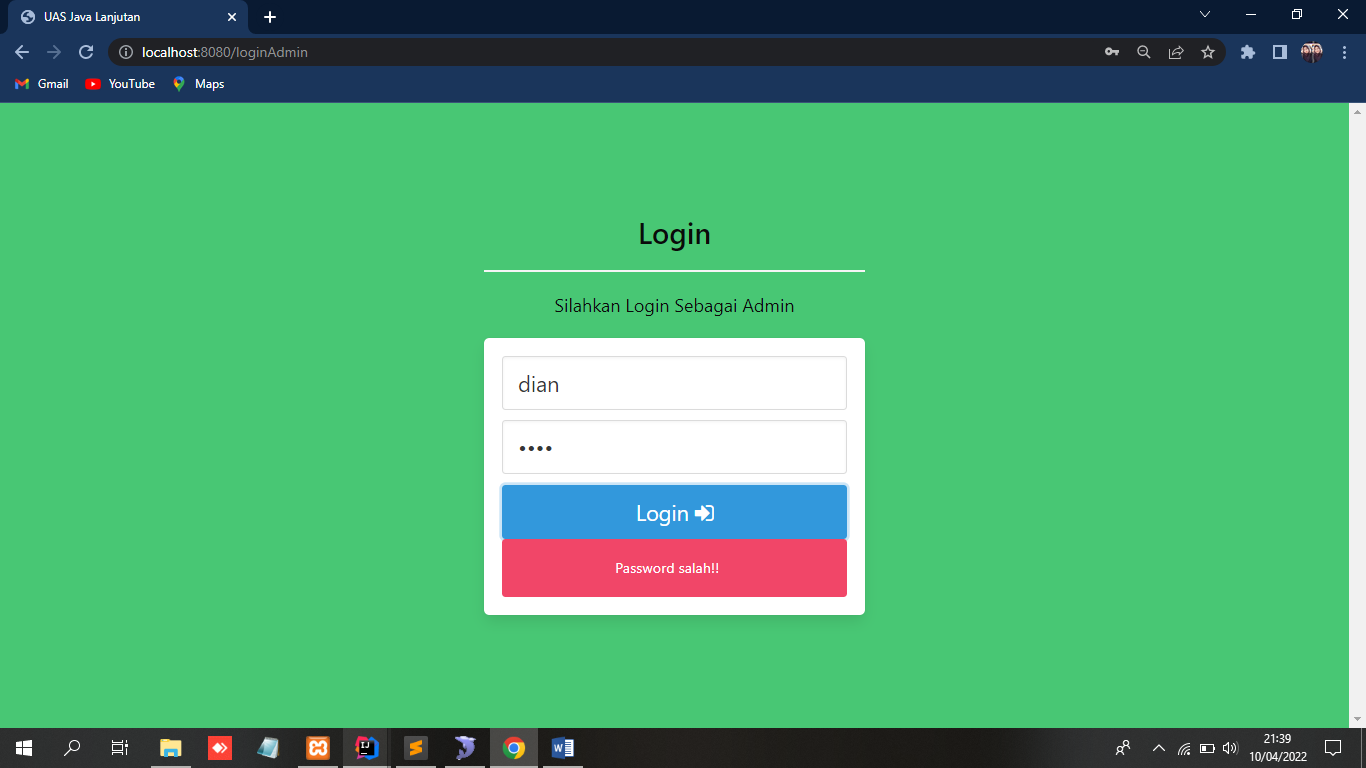 UAS Java Lanjutan
localhost:8080/loginAdmin
Gmail YouTube Maps
Login
Silahkan Login Sebagai Admin
dian
••••
Login
Password salah!!
21:39
10/04/2022